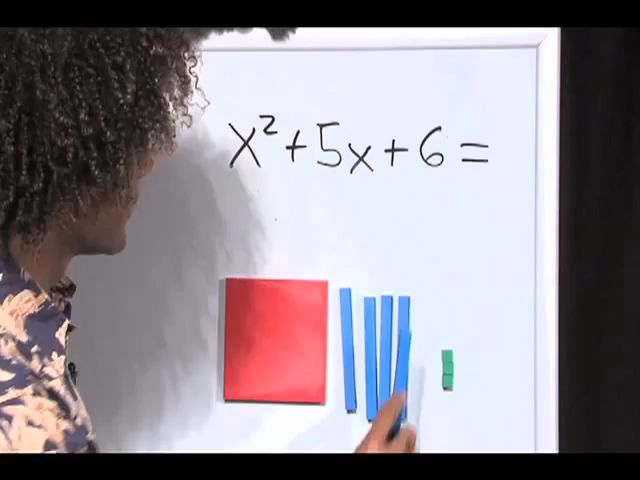 x² + 5x + 6 =